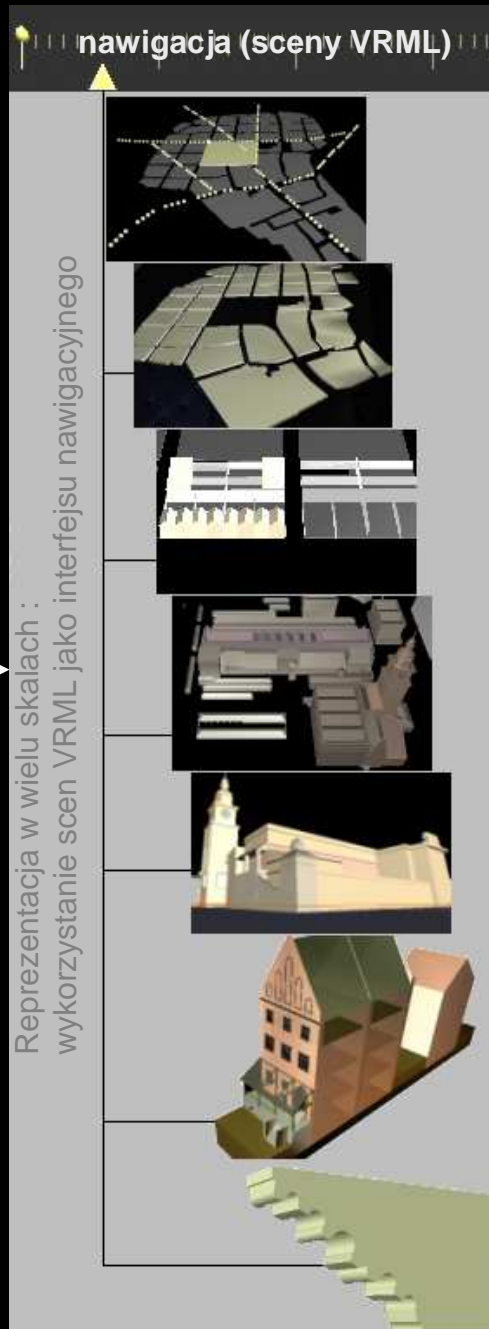 nawigacja (sceny VRML)
Reprezentacja w wielu skalach :
wykorzystanie scen VRML jako interfejsu nawigacyjnego